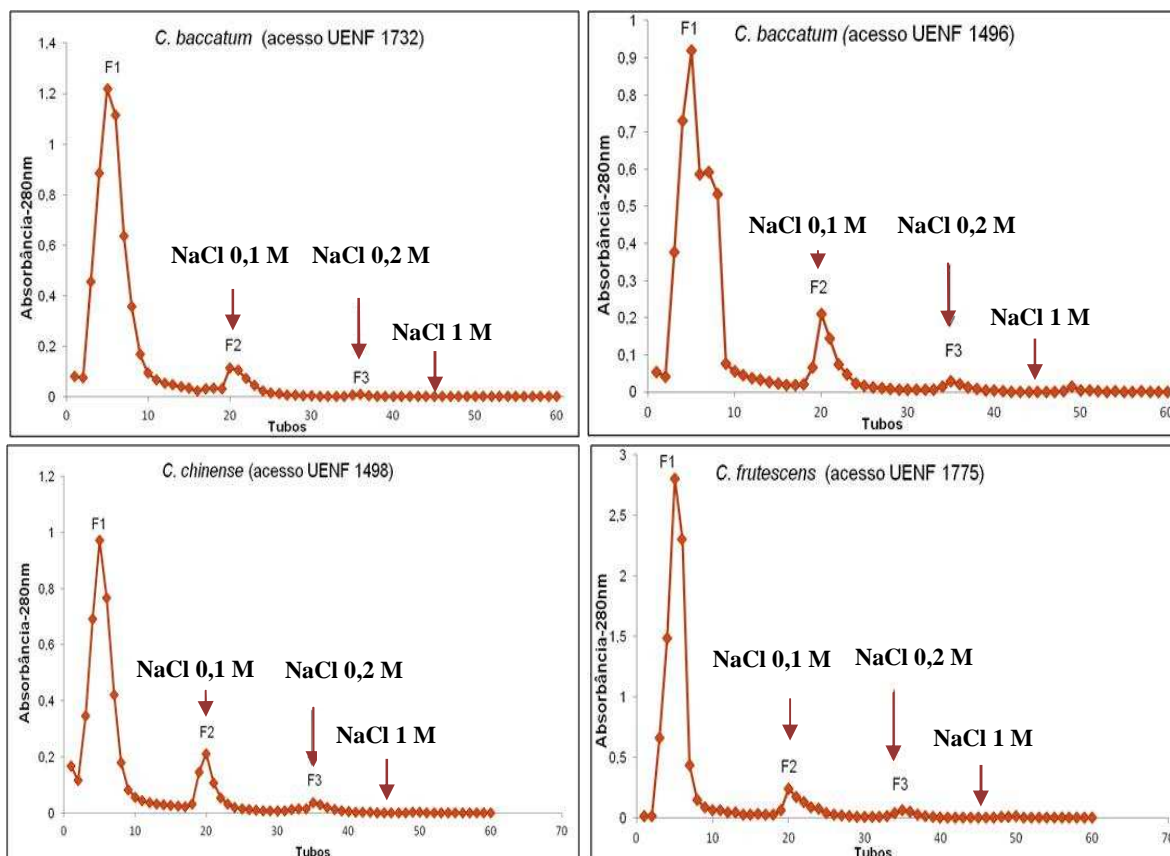 C. baccatum (acesso UENF 1732)
F1
NaCl 0,1 M
NaCl 0,2 M
NaCl 1 M
F2
F3
Absorbância-280nm
1,4
1,2
1
0,8
0,6
0,4
0,2
0
0 10 20 30 40 50 60
Tubos
C. baccatum (acesso UENF 1496)
F1
NaCl 0,1 M
NaCl 0,2 M
F2
NaCl 1 M
F3
Absorbância-280nm
1
0,9
0,8
0,7
0,6
0,5
0,4
0,3
0,2
0,1
0
0 10 20 30 40 50 60
Tubos
C. chinense (acesso UENF 1498)
F1
NaCl 0,1 M
NaCl 0,2 M
F2
NaCl 1 M
F3
Absorbância-280nm
1,2
1
0,8
0,6
0,4
0,2
0
0 10 20 30 40 50 60 70
Tubos
C. frutescens (acesso UENF 1775)
F1
NaCl 0,1 M
NaCl 0,2 M
NaCl 1 M
F2
F3
Absorbância-280nm
3
2,5
2
1,5
1
0,5
0
0 10 20 30 40 50 60 70
Tubos